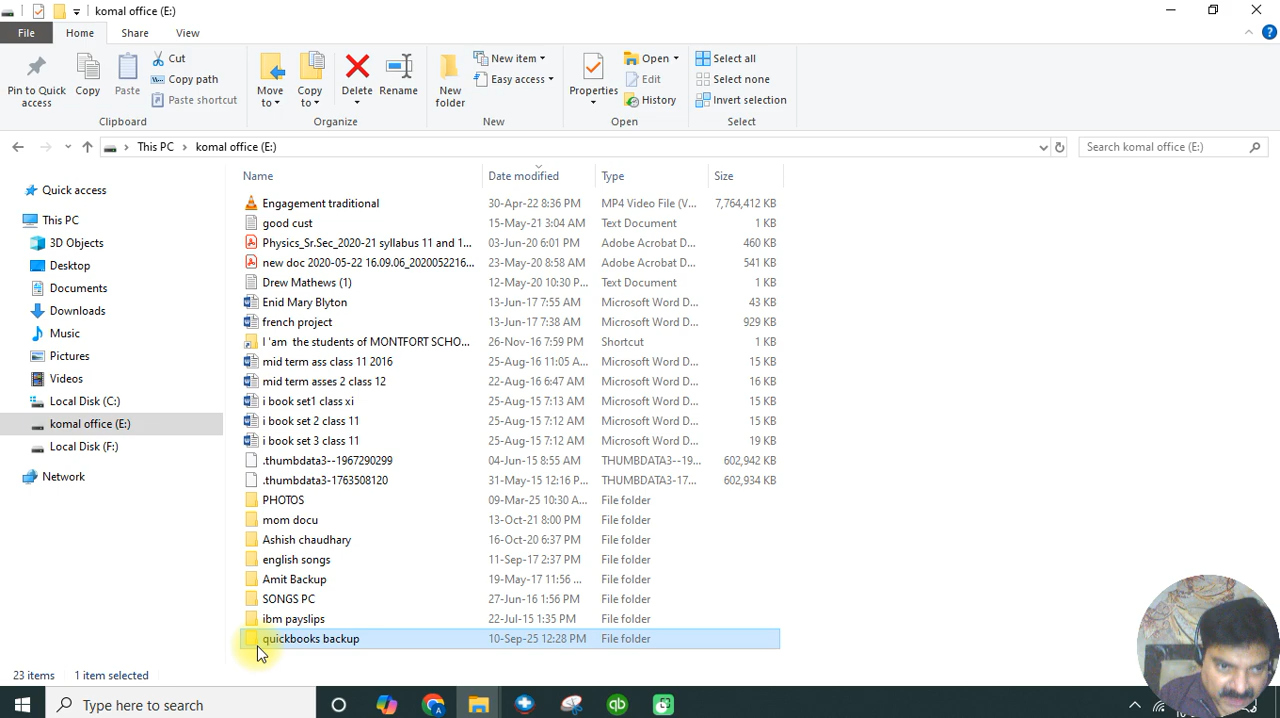 komal office (E:)
File Home Share View
Pin to Quick access
Copy
Paste
Cut
Copy path
Paste shortcut
Clipboard
Move to
Copy to
Delete
Rename
Organize
New folder
New item
Easy access
New
Properties
Open
Edit
History
Open
Select all
Select none
Invert selection
Select
This PC komal office (E:)
Search komal office (E:)
Quick access
This PC
3D Objects
Desktop
Documents
Downloads
Music
Pictures
Videos
Local Disk (C:)
komal office (E:)
Local Disk (F:)
Network
Name Date modified Type Size
Engagement traditional 30-Apr-22 8:36 PM MP4 Video File (V... 7,764,412 KB
good cust 15-May-21 3:04 AM Text Document 1 KB
Physics_Sr.Sec_2020-21 syllabus 11 and 1... 03-Jun-20 6:01 PM Adobe Acrobat D... 460 KB
new doc 2020-05-22 16.09.06_2020052216... 23-May-20 8:58 AM Adobe Acrobat D... 541 KB
Drew Mathews (1) 12-May-20 10:30 P... Text Document 1 KB
Enid Mary Blyton 13-Jun-17 7:55 AM Microsoft Word D... 43 KB
french project 13-Jun-17 7:38 AM Microsoft Word D... 929 KB
I 'am the students of MONTFORT SCHO... 26-Nov-16 7:59 PM Shortcut 1 KB
mid term ass class 11 2016 25-Aug-16 11:05 A... Microsoft Word D... 15 KB
mid term asses 2 class 12 22-Aug-16 6:47 AM Microsoft Word D... 16 KB
i book set1 class xi 25-Aug-16 7:13 AM Microsoft Word D... 15 KB
i book set 2 class 11 25-Aug-16 7:12 AM Microsoft Word D... 15 KB
i book set 3 class 11 25-Aug-16 7:12 AM Microsoft Word D... 19 KB
.thumbdata3--1967290299 04-Jun-15 8:55 AM THUMBDATA3--19... 602,942 KB
.thumbdata3-1763508120 31-May-15 12:16 P... THUMBDATA3-17... 602,934 KB
PHOTOS 09-Mar-25 10:30 A... File folder
mom docu 13-Oct-21 8:00 PM File folder
Ashish chaudhary 16-Oct-20 6:37 PM File folder
english songs 11-Sep-17 2:37 PM File folder
Amit Backup 19-May-17 11:56 ... File folder
SONGS PC 27-Jun-16 1:56 PM File folder
ibm payslips 22-Jul-15 1:35 PM File folder
quickbooks backup 10-Sep-25 12:28 PM File folder
23 items 1 item selected
Type here to search